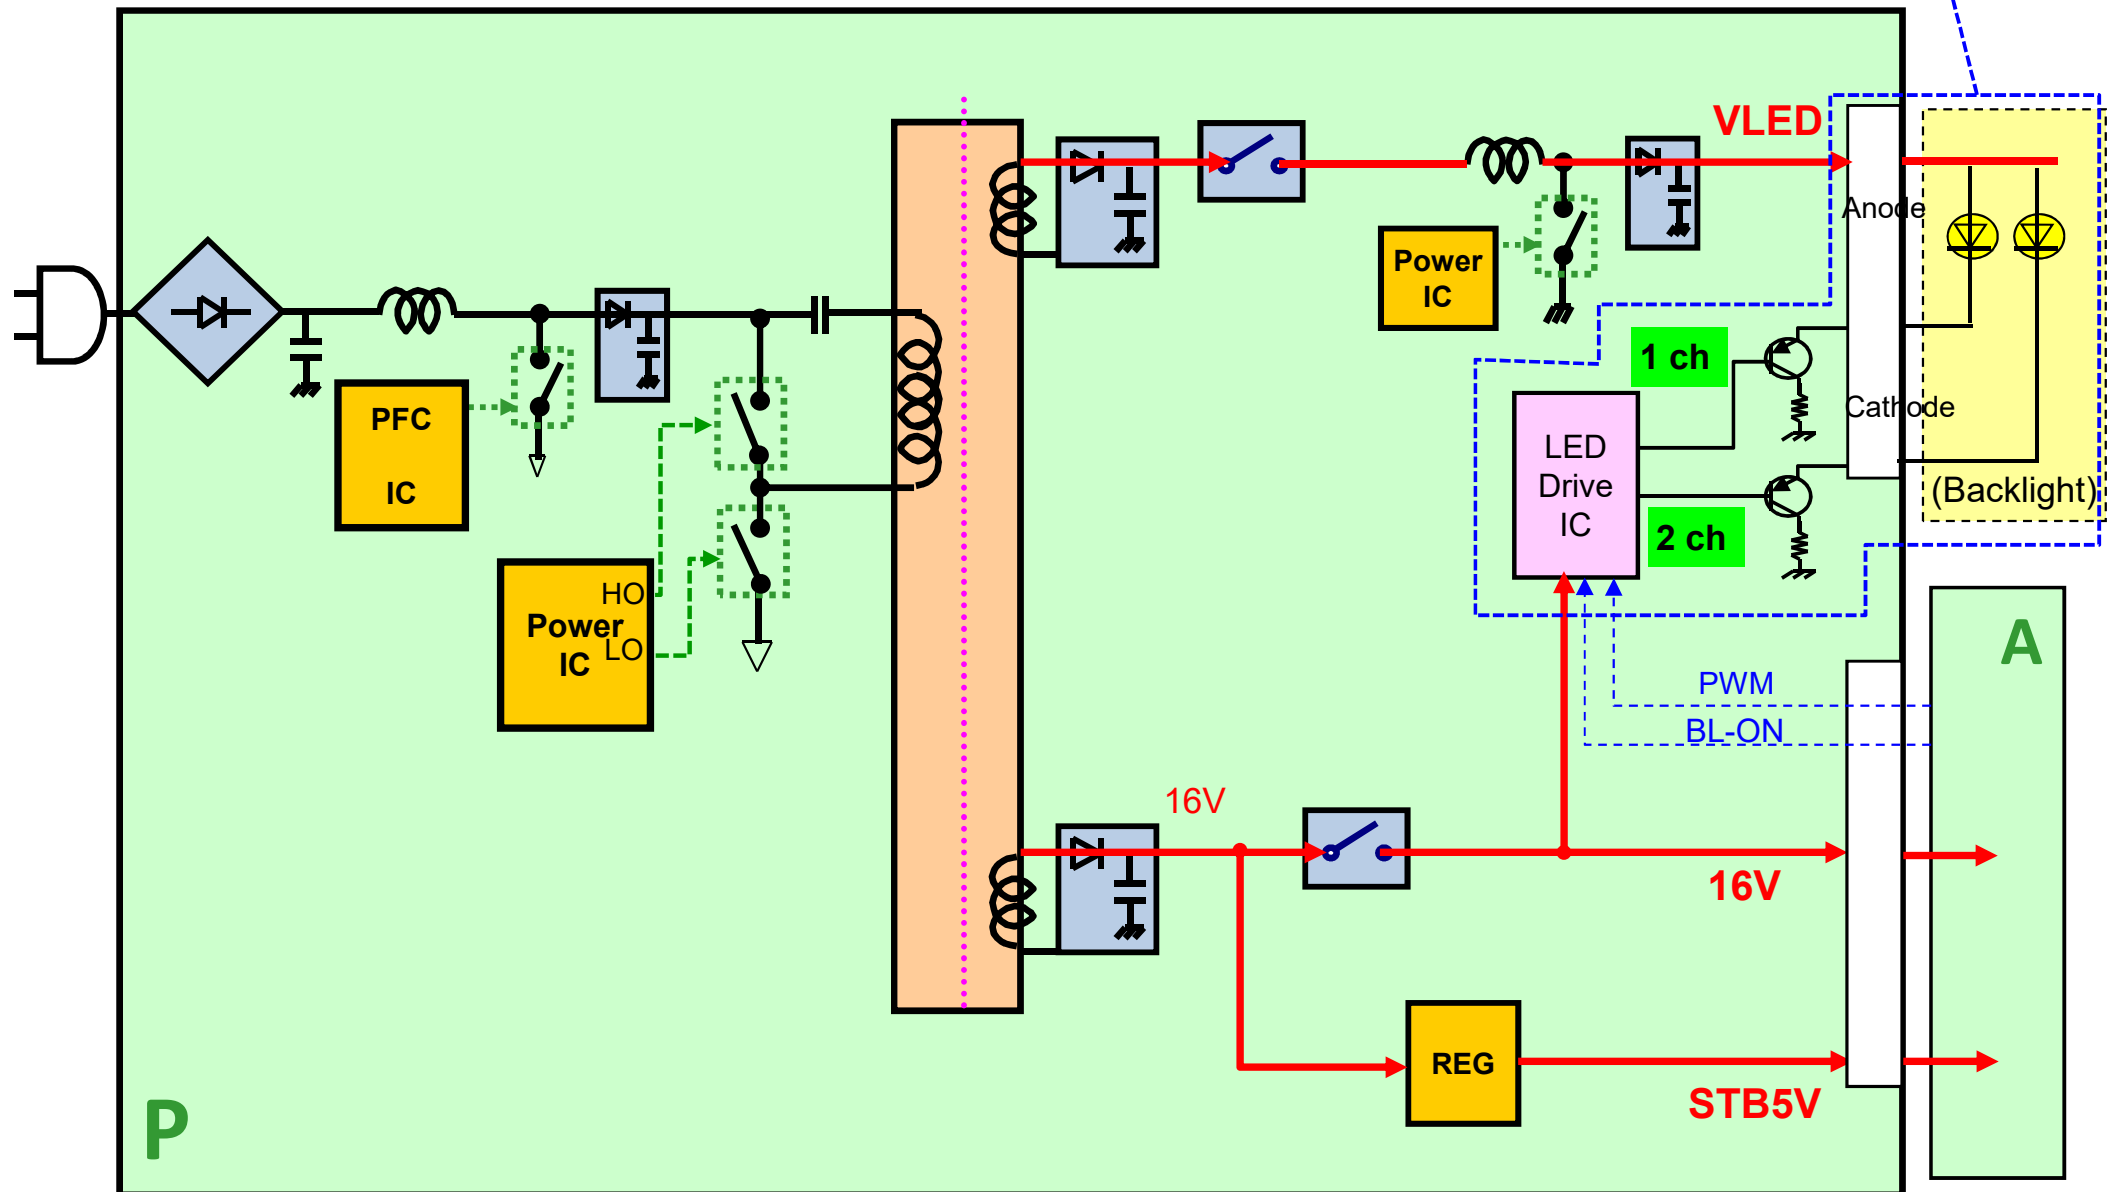 VLED
Anode
Power
IC
1 ch
PFC
IC
Cathode
LED
Drive
IC
(Backlight)
2 ch
HO
Power
LO
IC
A
PWM
BL-ON
16V
16V
REG
STB5V
P